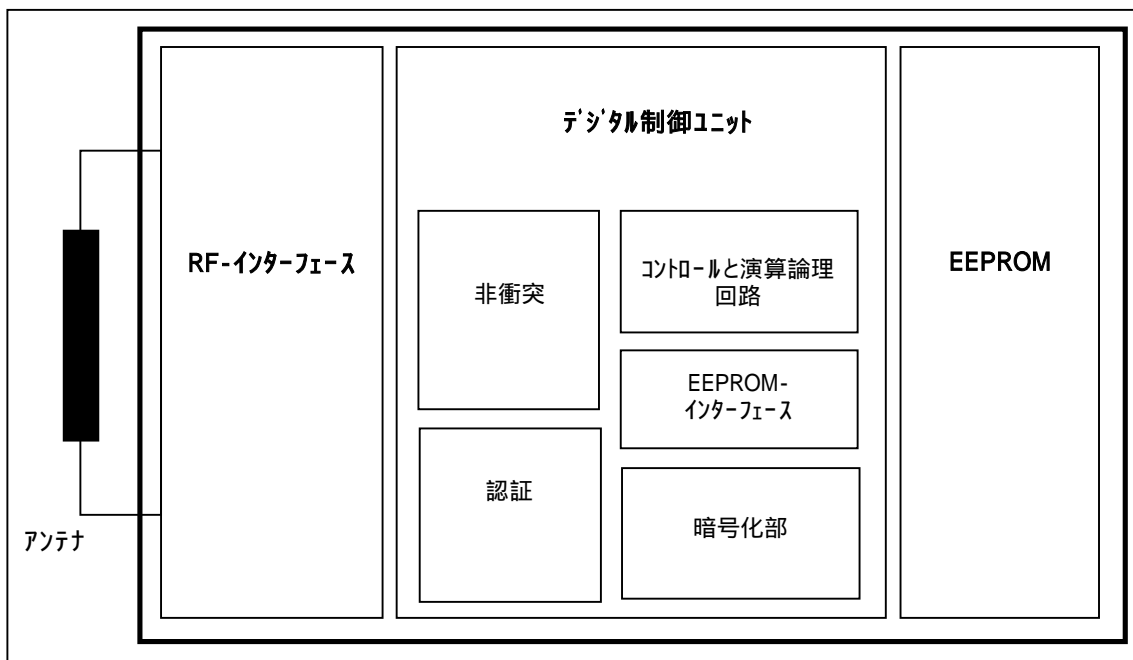 ﾃﾞｼﾞﾀﾙ制御ﾕﾆｯﾄ
RF-ｲﾝﾀｰﾌｪｰｽ
EEPROM
非衝突
ｺﾝﾄﾛｰﾙと演算論理
回路
EEPROM-
ｲﾝﾀｰﾌｪｰｽ
認証
暗号化部
アンテナ